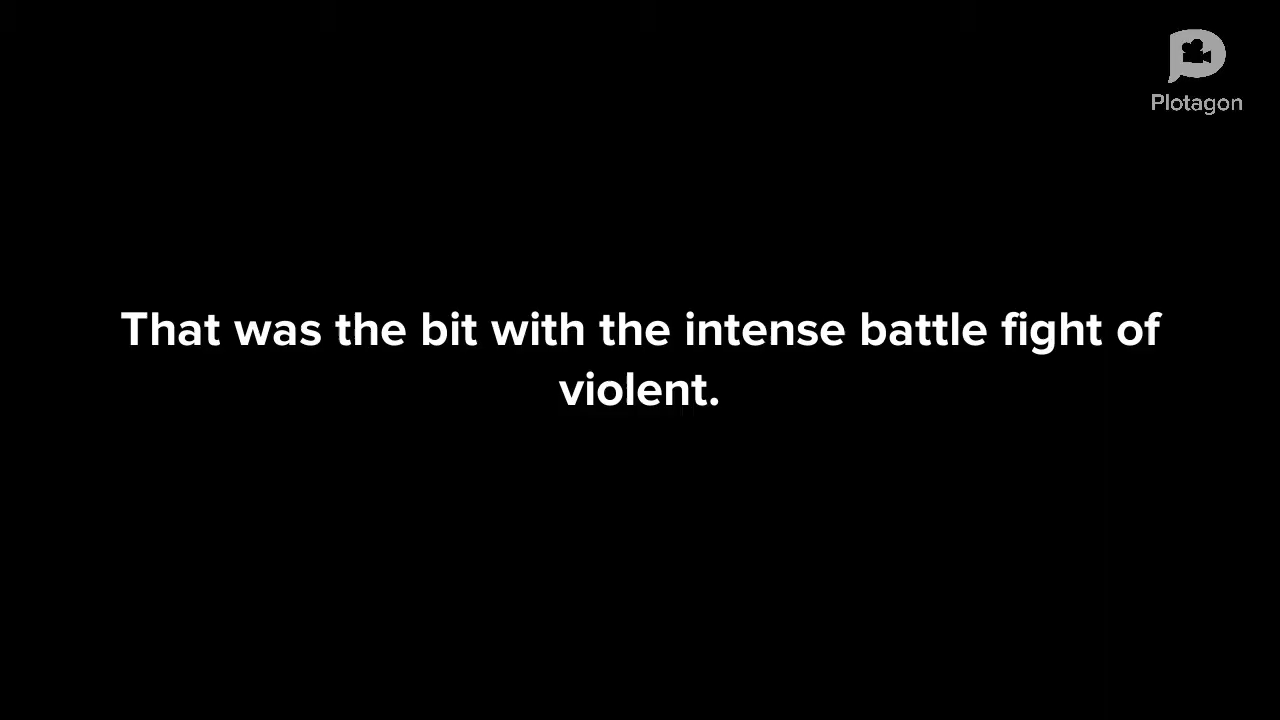 Plotagon
That was the bit with the intense battle fight of
violent.